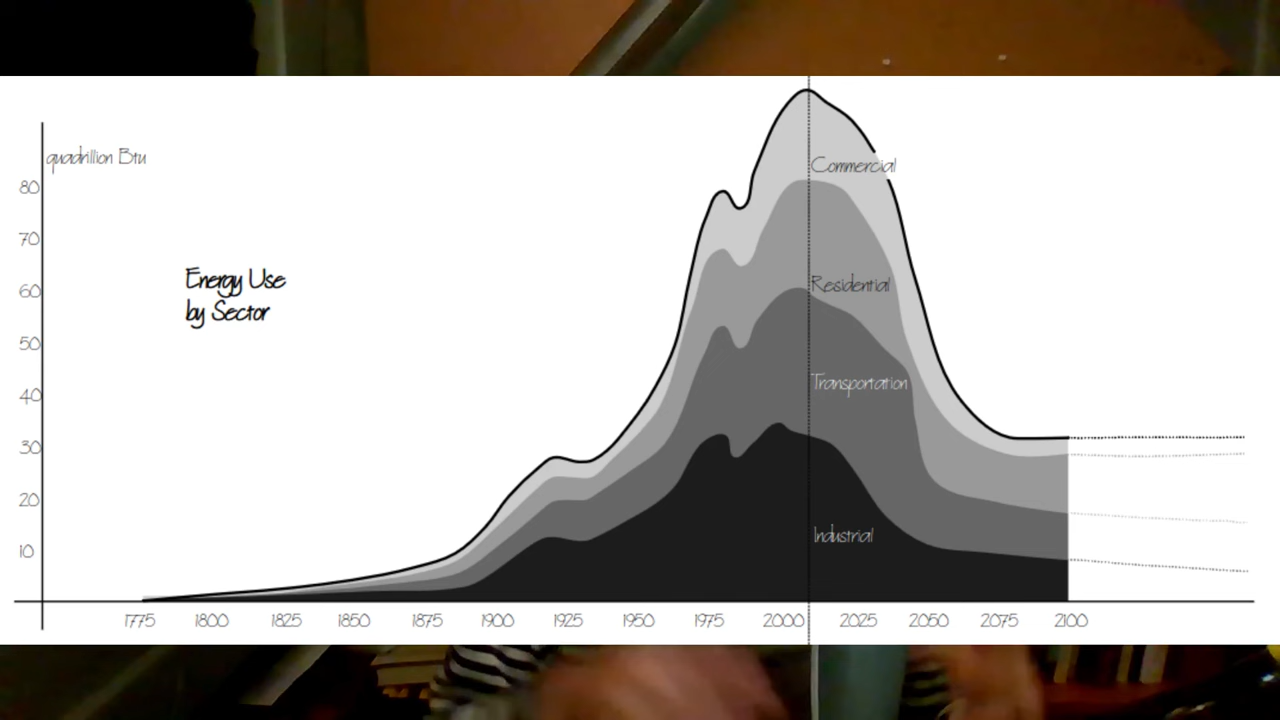 quadrillion Btu
80
70
60
50
40
30
20
10
Energy Use
by Sector
Commercial
Residential
Transportation
Industrial
1775 1800 1825 1850 1875 1900 1925 1950 1975 2000 2025 2050 2075 2100